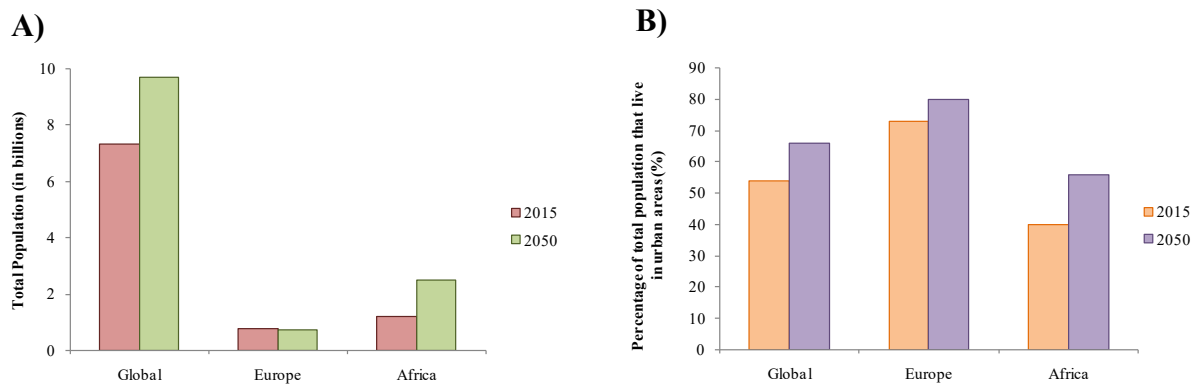 A)
Total Population (in billions)
10
8
6
4
2
0
Global
Europe
Africa
2015
2050
B)
Percentage of total population that live
in urban areas (%)
90
80
70
60
50
40
30
20
10
0
Global
Europe
Africa
2015
2050